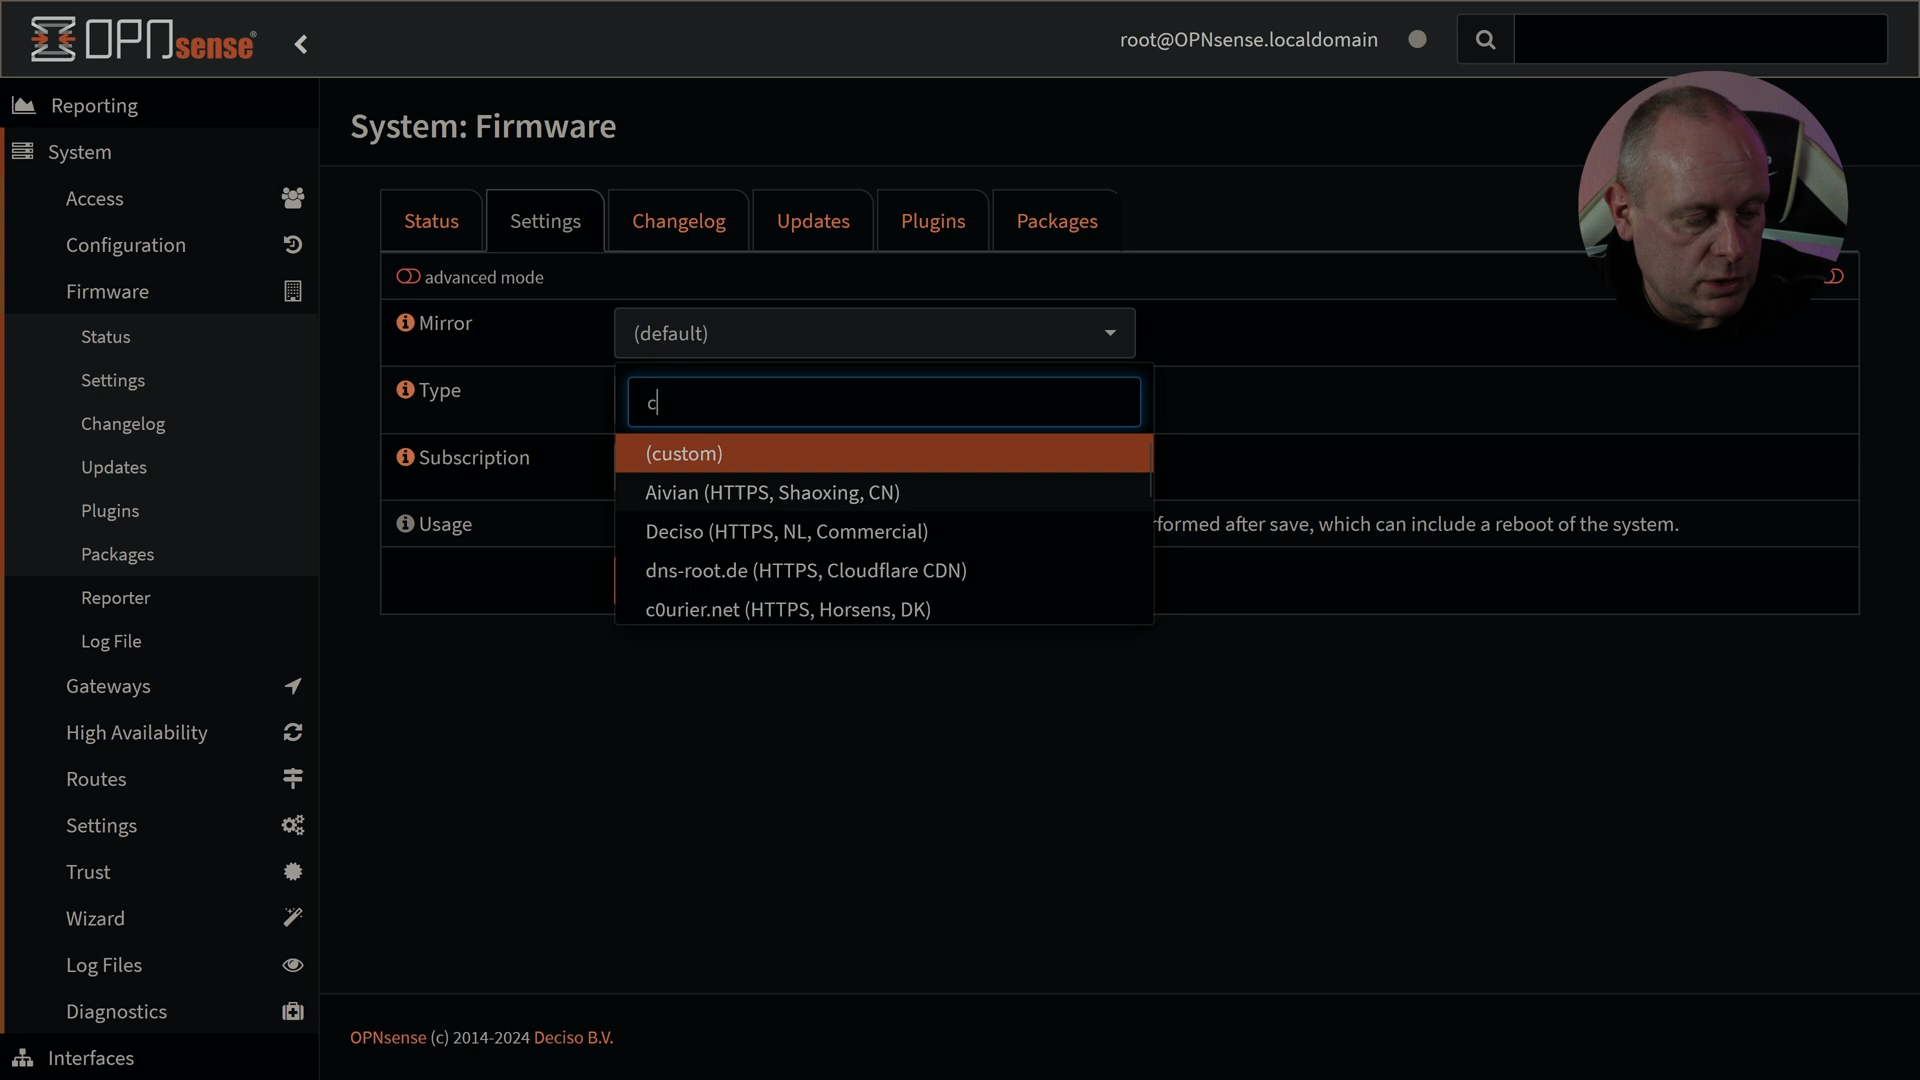 OPNsense®
root@OPNsense.localdomain
Reporting
System
Access
Configuration
Firmware
Status
Settings
Changelog
Updates
Plugins
Packages
Reporter
Log File
Gateways
High Availability
Routes
Settings
Trust
Wizard
Log Files
Diagnostics
Interfaces
System: Firmware
Status Settings Changelog Updates Plugins Packages
advanced mode
Mirror
(default)
Type
c
(custom)
Aivian (HTTPS, Shaoxing, CN)
Deciso (HTTPS, NL, Commercial)
dns-root.de (HTTPS, Cloudflare CDN)
c0urier.net (HTTPS, Horsens, DK)
Subscription
Usage
rformed after save, which can include a reboot of the system.
OPNsense (c) 2014-2024 Deciso B.V.